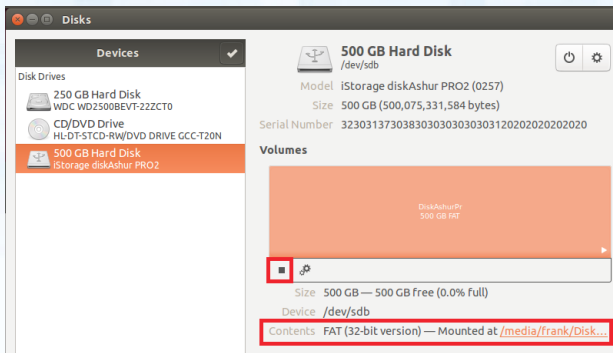 Disks
Devices
Disk Drives
250 GB Hard Disk
WDC WD2500BEVT-22ZCT0
CD/DVD Drive
HL-DT-STCD-RW/DVD DRIVE GCC-T20N
500 GB Hard Disk
iStorage diskAshur PRO2
500 GB Hard Disk
/dev/sdb
Model iStorage diskAshur PRO2 (0257)
Size 500 GB (500,075,331,584 bytes)
Serial Number 32303137303830303030303031202020202020
Volumes
DiskAshurPr
500 GB FAT
Size 500 GB — 500 GB free (0.0% full)
Device /dev/sdb
Contents FAT (32-bit version) — Mounted at /media/frank/Disk...